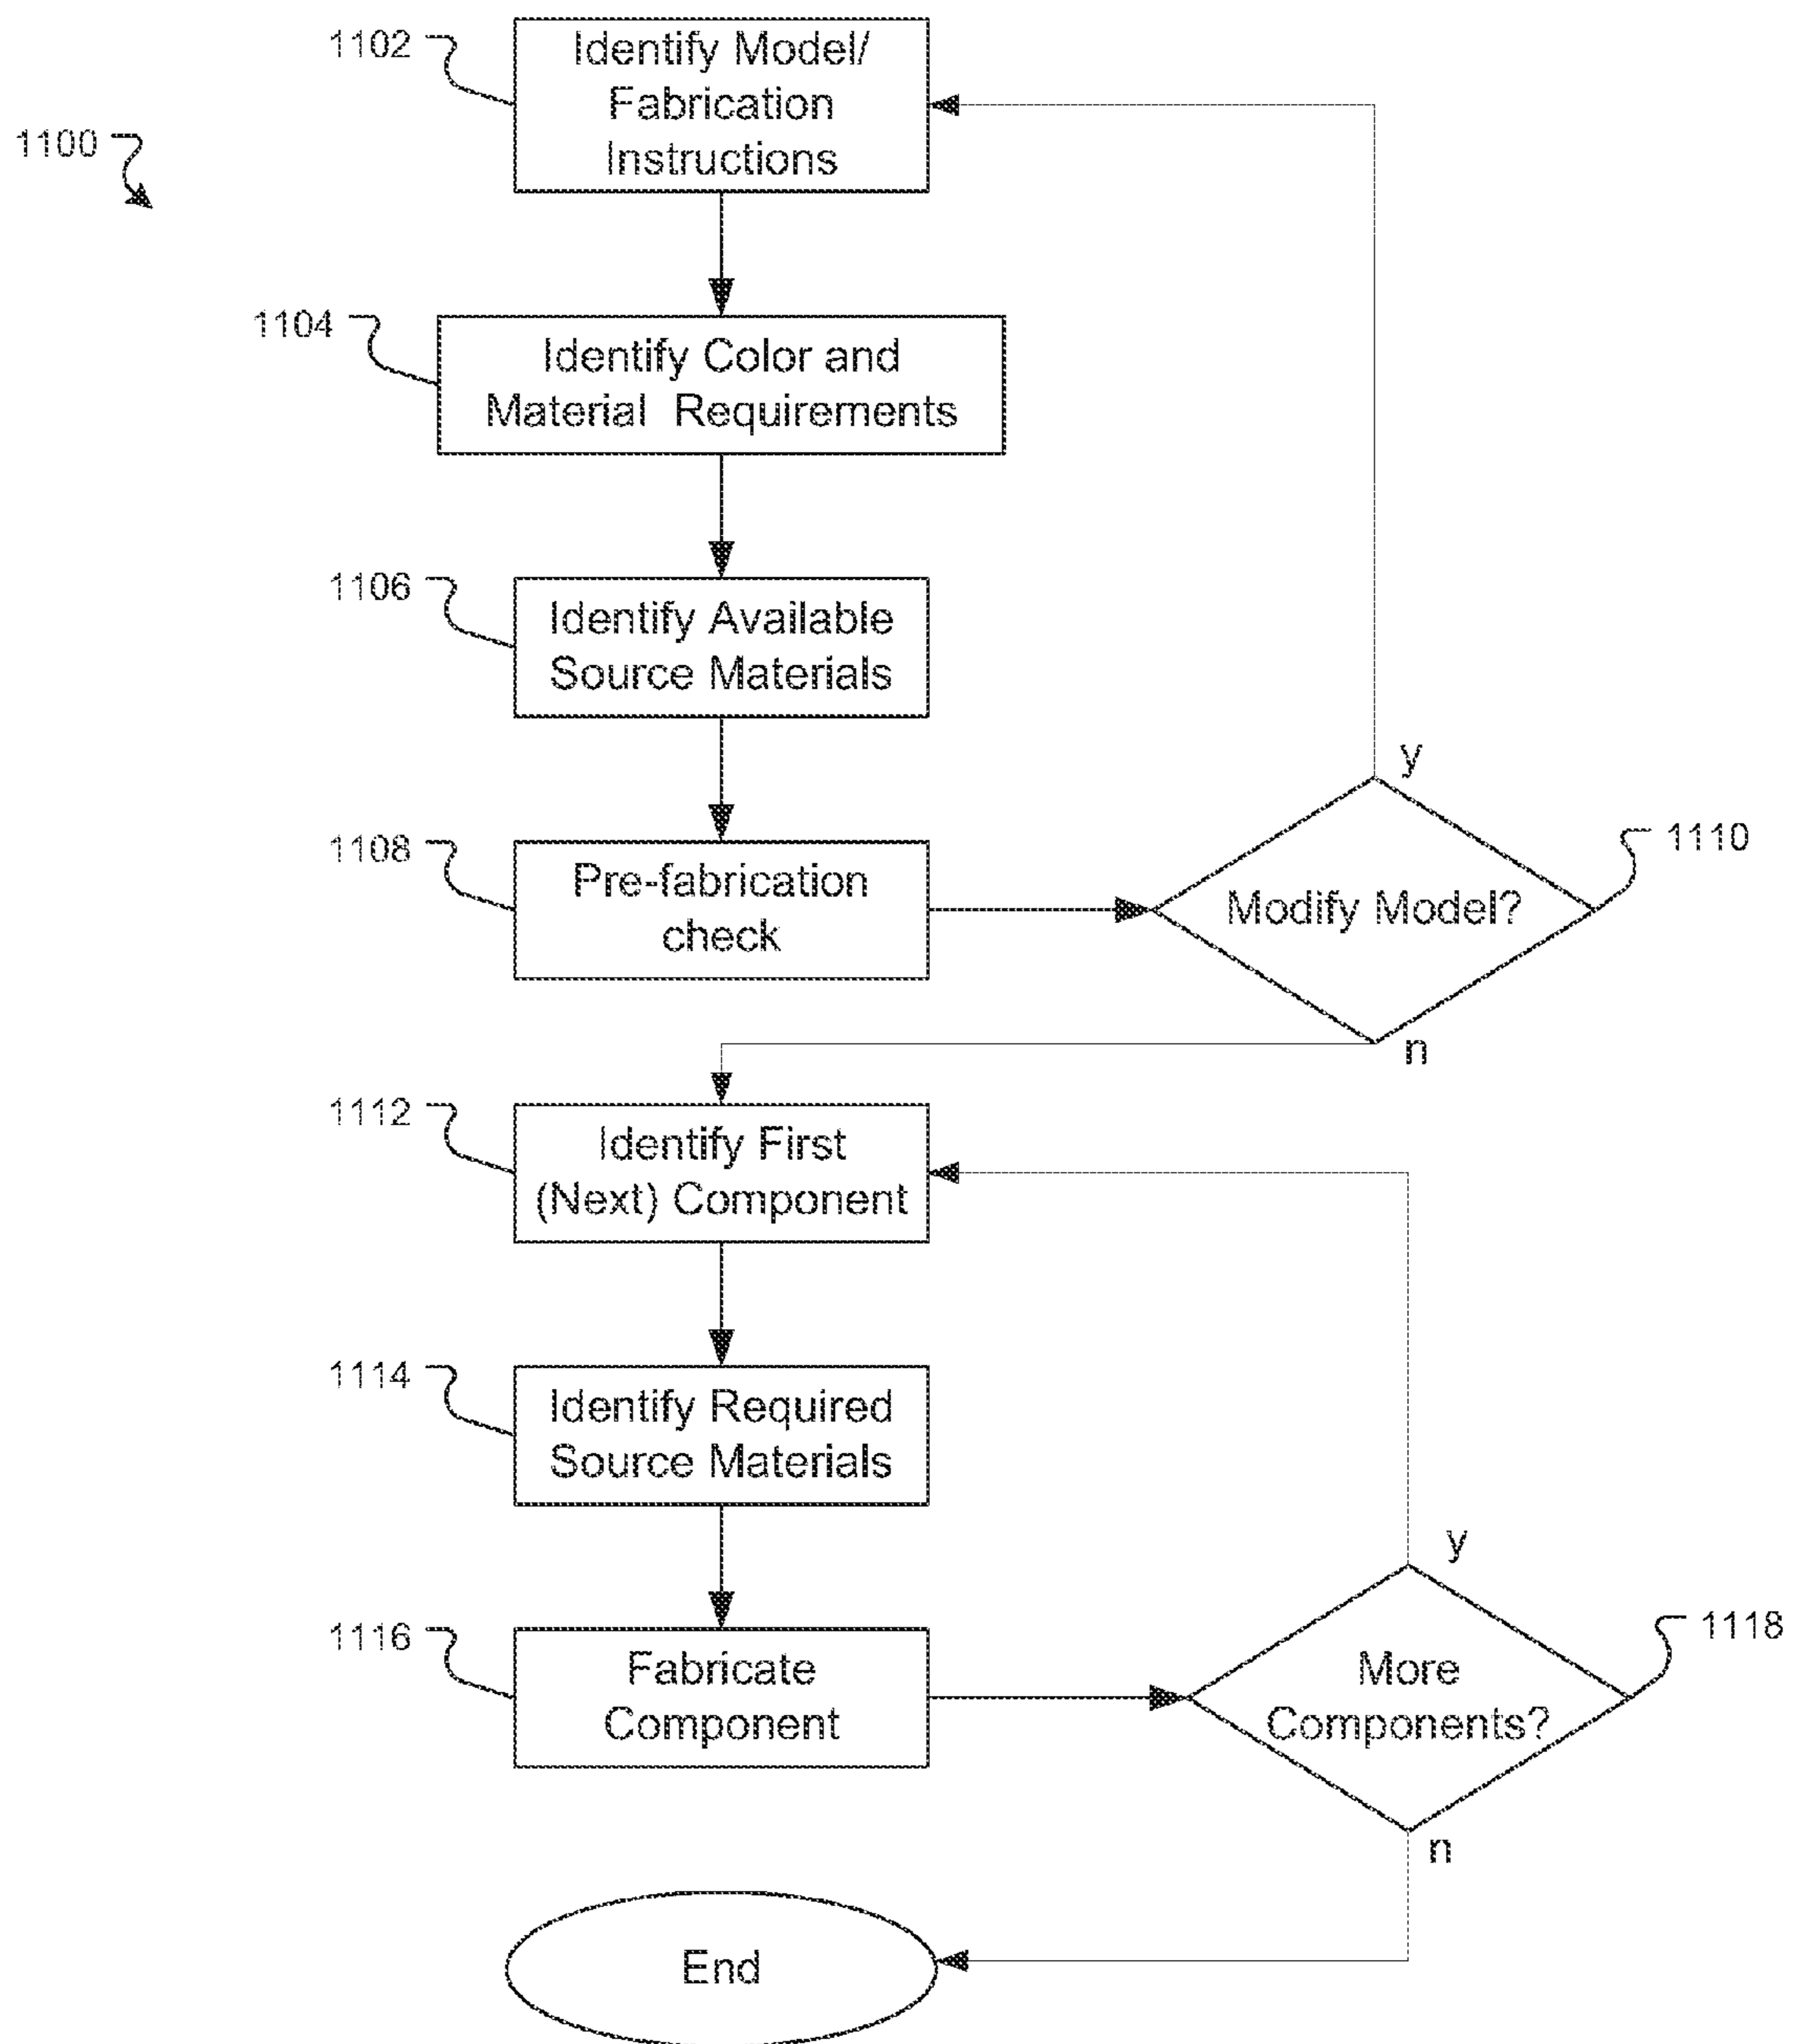 1102
Identify Model/
Fabrication
Instructions
1100
1104
Identify Color and
Material Requirements
1106
Identify Available
Source Materials
y
1108
Pre-fabrication
check
Modify Model?
1110
n
1112
Identify First
(Next) Component
1114
Identify Required
Source Materials
y
1116
Fabricate
Component
More
Components?
1118
n
End